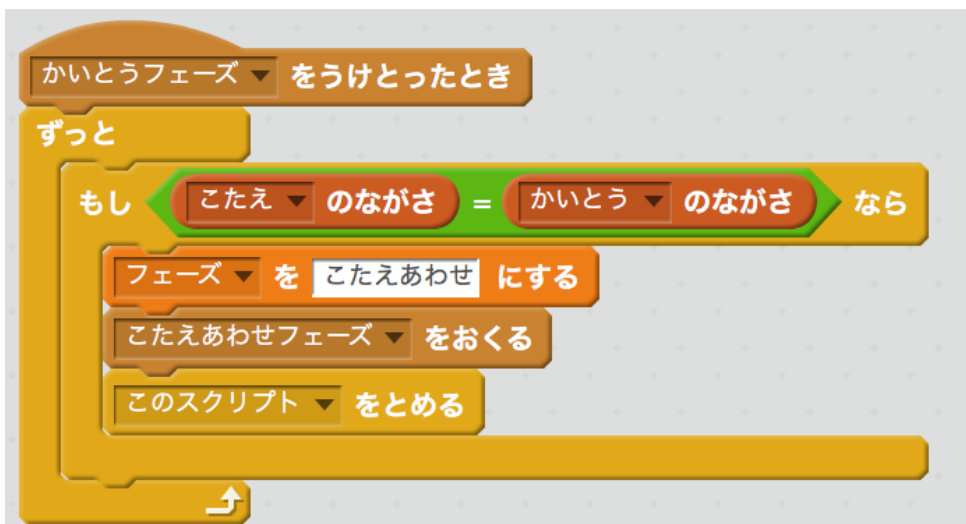 かいとうフェーズ をうけとったとき
ずっと
もし こたえ のながさ = かいとう のながさ なら
フェーズ を こたえあわせ にする
こたえあわせフェーズ をおくる
このスクリプト をとめる